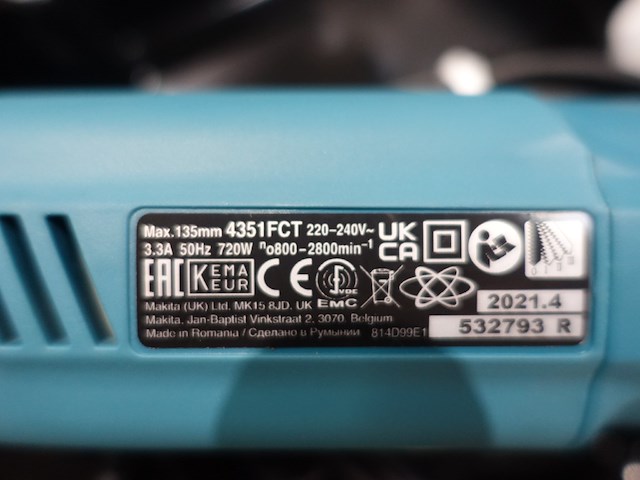 Max.135mm 4351FCT 220-240V~
3.3A 50Hz 720W ⁿo800-2800min⁻¹
UK
CA
EAC KEMA
KEUR CE VDE
EMC
Makita (UK) Ltd. MK15 8JD. UK
Makita. Jan-Baptist Vinkstraat 2. 3070. Belgium
Made in Romania / Сделано в Румынии 814D99E1
2021.4
532793 R